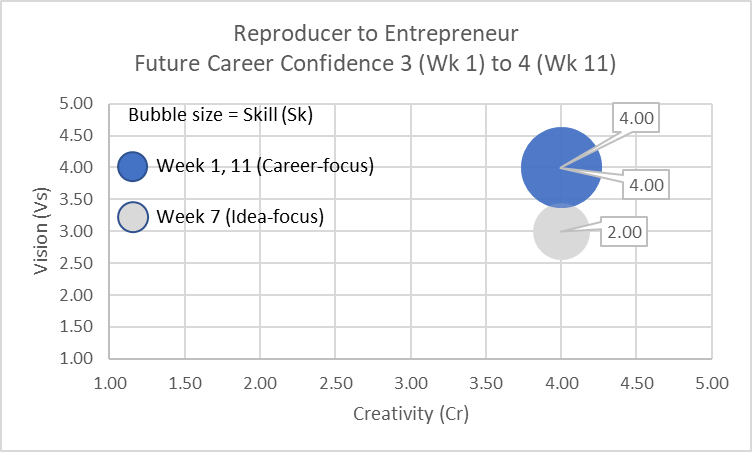 Reproducer to Entrepreneur
Future Career Confidence 3 (Wk 1) to 4 (Wk 11)
Bubble size = Skill (Sk)
Week 1, 11 (Career-focus)
Week 7 (Idea-focus)
4.00
4.00
2.00
Vision (Vs)
5.00
4.50
4.00
3.50
3.00
2.50
2.00
1.50
1.00
1.00 1.50 2.00 2.50 3.00 3.50 4.00 4.50 5.00
Creativity (Cr)